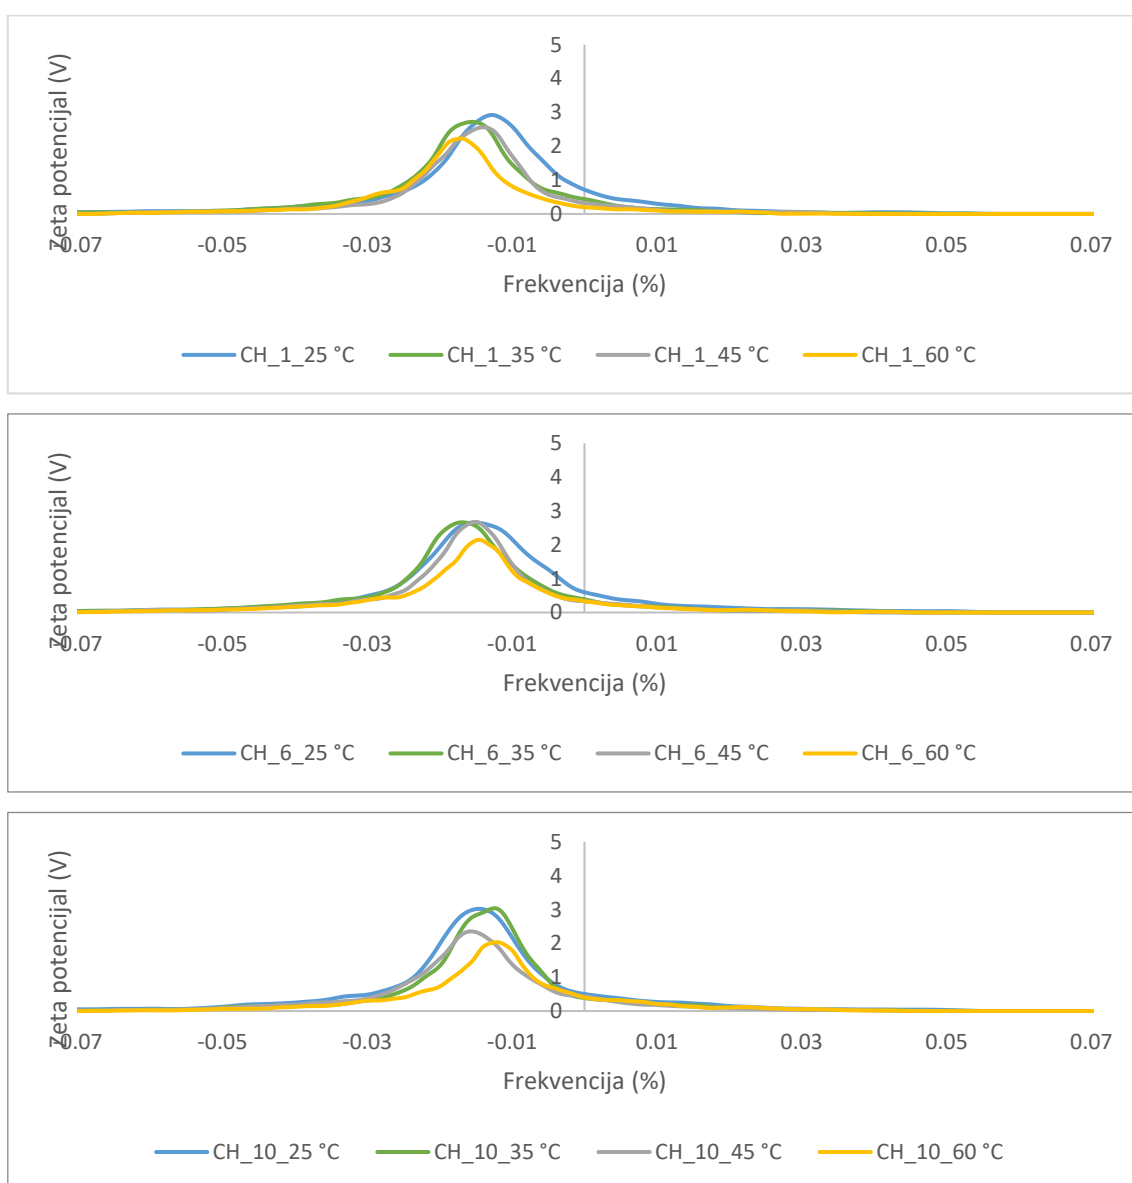 5
4
3
2
1
0
Zeta potencijal (V)
-0.07 -0.05 -0.03 -0.01 0.01 0.03 0.05 0.07
Frekvencija (%)
CH_1_25 °C CH_1_35 °C CH_1_45 °C CH_1_60 °C
5
4
3
2
1
0
Zeta potencijal (V)
-0.07 -0.05 -0.03 -0.01 0.01 0.03 0.05 0.07
Frekvencija (%)
CH_6_25 °C CH_6_35 °C CH_6_45 °C CH_6_60 °C
5
4
3
2
1
0
Zeta potencijal (V)
-0.07 -0.05 -0.03 -0.01 0.01 0.03 0.05 0.07
Frekvencija (%)
CH_10_25 °C CH_10_35 °C CH_10_45 °C CH_10_60 °C